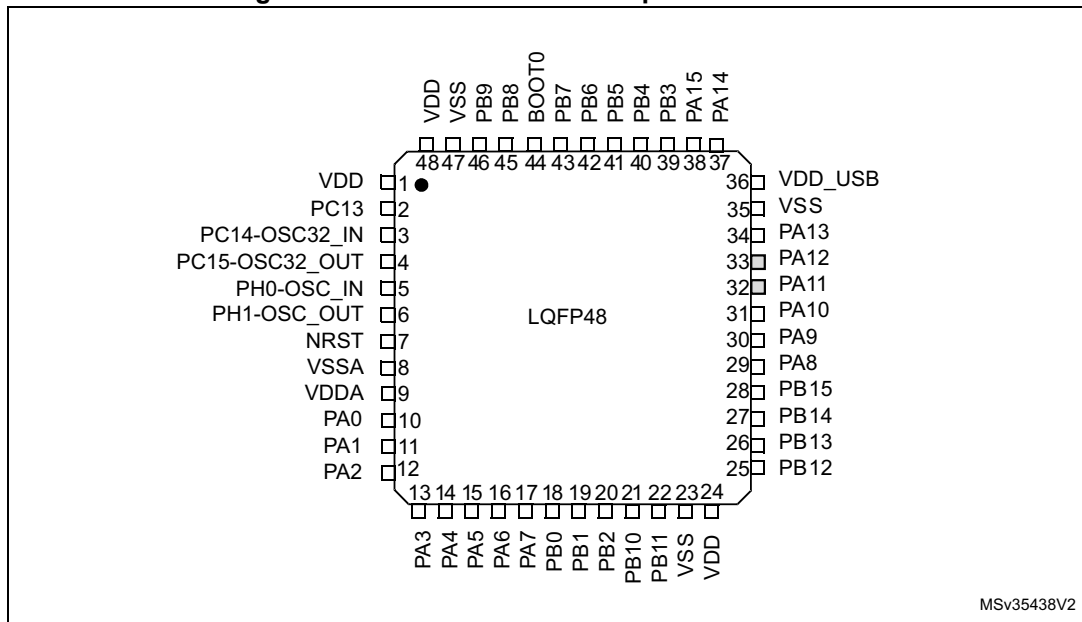 VDD
VSS
PB9
PB8
BOOT0
PB7
PB6
PB5
PB4
PB3
PA15
PA14
48
47
46
45
44
43
42
41
40
39
38
37
VDD 1
PC13 2
PC14-OSC32_IN 3
PC15-OSC32_OUT 4
PH0-OSC_IN 5
PH1-OSC_OUT 6
NRST 7
VSSA 8
VDDA 9
PA0 10
PA1 11
PA2 12
LQFP48
36 VDD_USB
35 VSS
34 PA13
33 PA12
32 PA11
31 PA10
30 PA9
29 PA8
28 PB15
27 PB14
26 PB13
25 PB12
13
14
15
16
17
18
19
20
21
22
23
24
PA3
PA4
PA5
PA6
PA7
PB0
PB1
PB2
PB10
PB11
VSS
VDD
MSv35438V2